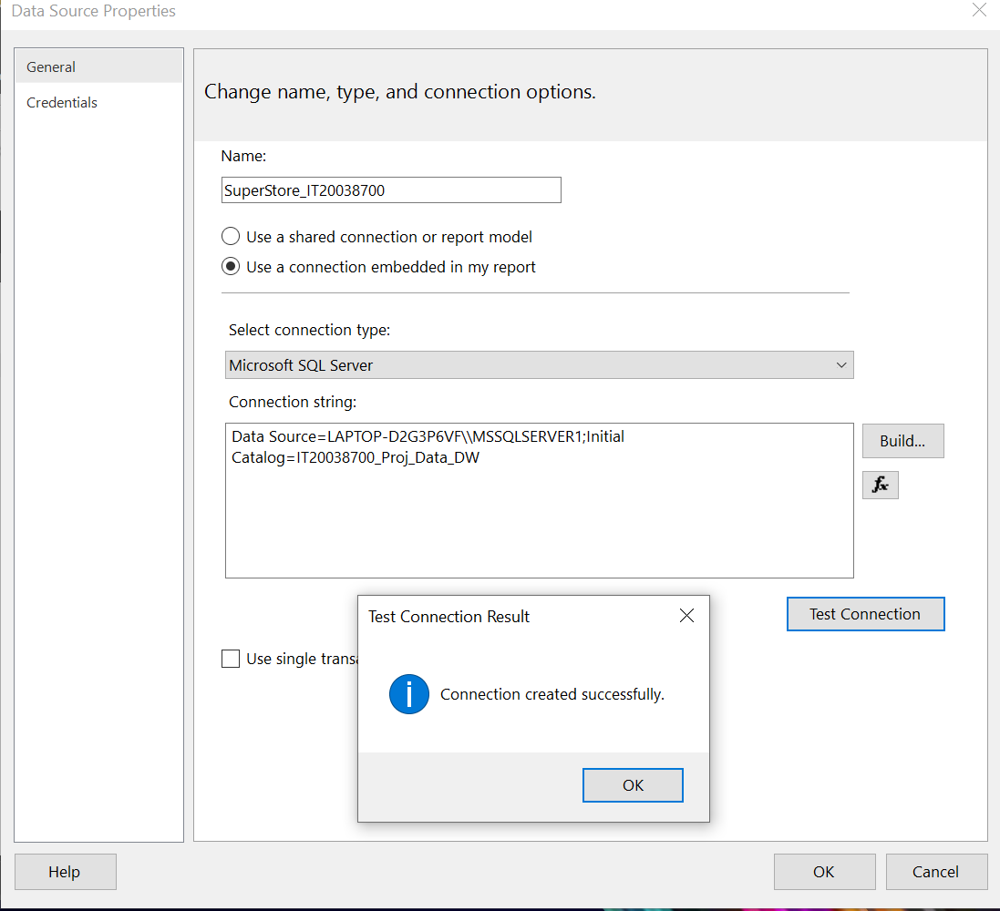 Data Source Properties
General
Credentials
Change name, type, and connection options.
Name:
SuperStore_IT20038700
Use a shared connection or report model
Use a connection embedded in my report
Select connection type:
Microsoft SQL Server
Connection string:
Data Source=LAPTOP-D2G3P6VF\\MSSQLSERVER1;Initial
Catalog=IT20038700_Proj_Data_DW
Build...
fx
Test Connection
Use single transa
Test Connection Result
Connection created successfully.
OK
Help
OK
Cancel